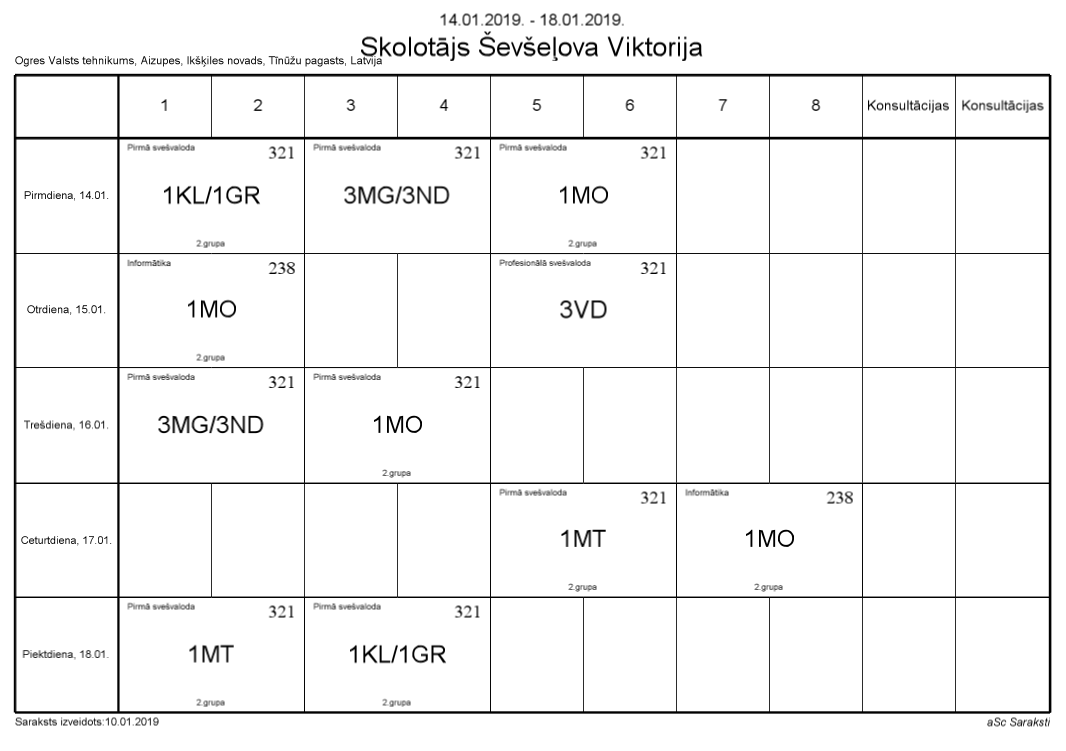 14.01.2019. - 18.01.2019.
Skolotājs Ševšeļova Viktorija
Ogres Valsts tehnikums, Aizupes, Ikšķiles novads, Tīnūžu pagasts, Latvija
1 2 3 4 5 6 7 8 Konsultācijas Konsultācijas
Pirmā svešvaloda 321 Pirmā svešvaloda 321 Pirmā svešvaloda 321
Pirmdiena, 14.01. 1KL/1GR 3MG/3ND 1MO
2.grupa 2.grupa
Informātika 238 Profesionālā svešvaloda 321
Otrdiena, 15.01. 1MO 3VD
2.grupa
Pirmā svešvaloda 321 Pirmā svešvaloda 321
Trešdiena, 16.01. 3MG/3ND 1MO
2.grupa
Pirmā svešvaloda 321 Informātika 238
Ceturtdiena, 17.01. 1MT 1MO
2.grupa 2.grupa
Pirmā svešvaloda 321 Pirmā svešvaloda 321
Piektdiena, 18.01. 1MT 1KL/1GR
2.grupa 2.grupa
Saraksts izveidots:10.01.2019 aSc Saraksti